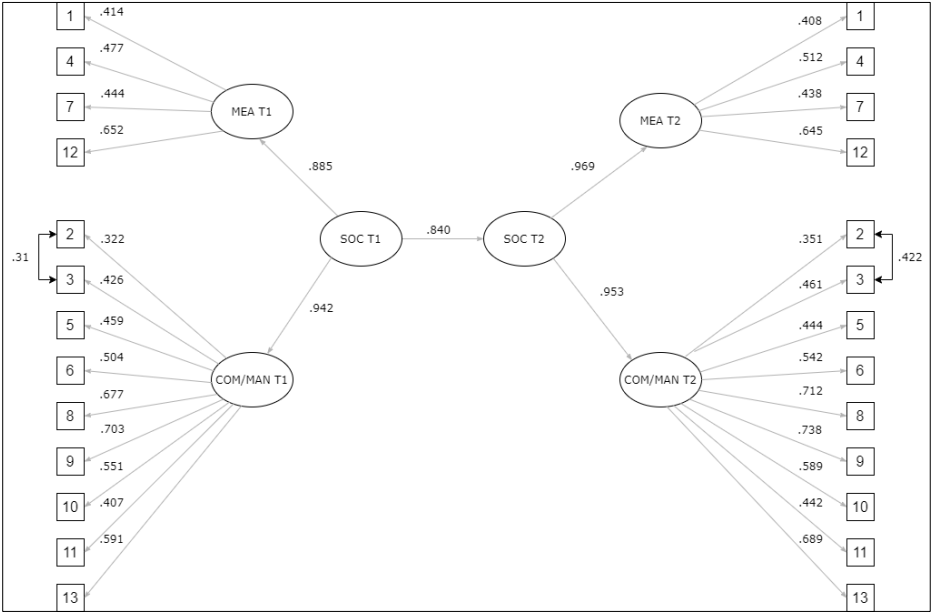 1 .414 .408 1
4 .477 .512 4
MEA T1 MEA T2
7 .444 .438 7
12 .652 .645 12
.885 .969
2 .322 .351 2
SOC T1 .840 SOC T2
.31 .422
3 .426 .461 3
.942 .953
5 .459 .444 5
6 .504 .542 6
COM/MAN T1 COM/MAN T2
8 .677 .712 8
9 .703 .738 9
10 .551 .589 10
11 .407 .442 11
13 .591 .689 13